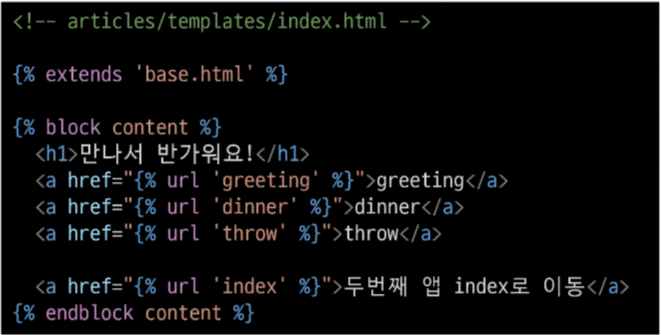 <!-- articles/templates/index.html -->
{% extends 'base.html' %}
{% block content %}
<h1>만나서 반가워요!</h1>
<a href="{% url 'greeting' %}">greeting</a>
<a href="{% url 'dinner' %}">dinner</a>
<a href="{% url 'throw' %}">throw</a>
<a href="{% url 'index' %}">두번째 앱 index로 이동</a>
{% endblock content %}